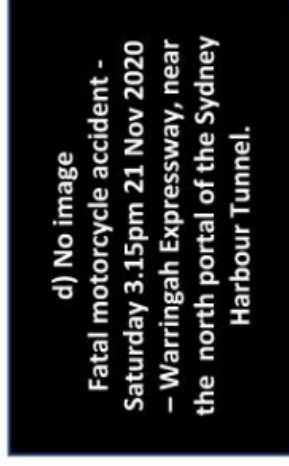 d) No image
Fatal motorcycle accident -
Saturday 3.15pm 21 Nov 2020
– Warringah Expressway, near
the north portal of the Sydney
Harbour Tunnel.